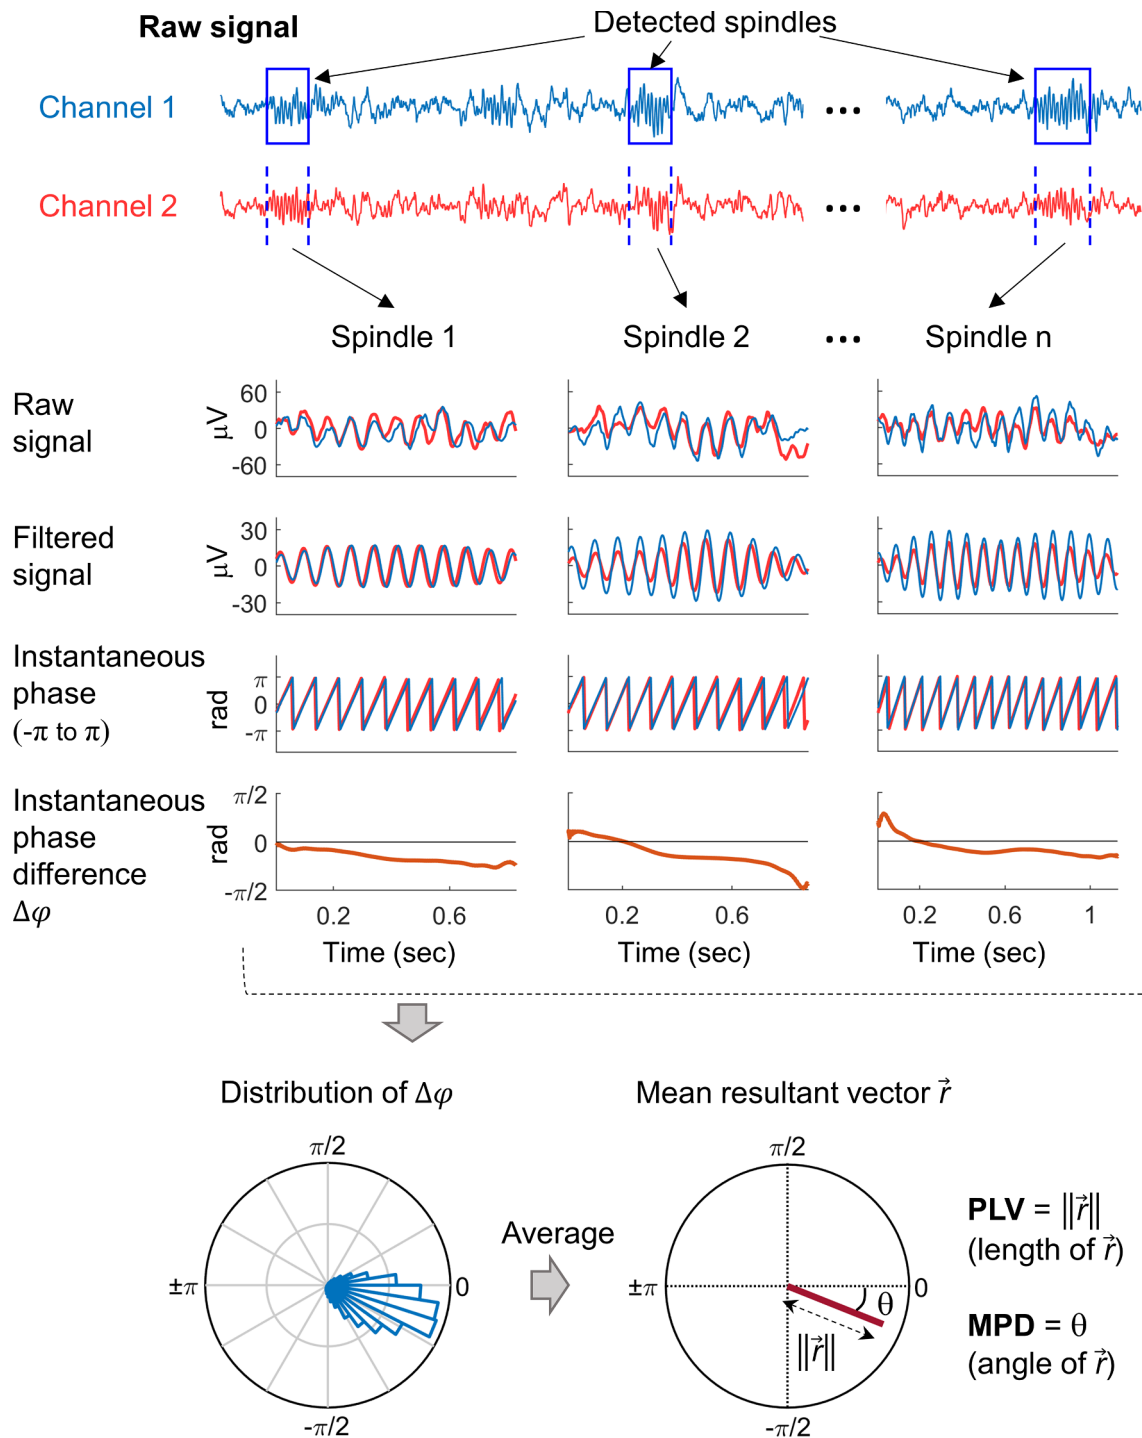 Raw signal
Detected spindles
Channel 1
...
Channel 2
...
Spindle 1
Spindle 2
...
Spindle n
Raw
signal
μV
60
0
-60
Filtered
signal
μV
30
0
-30
Instantaneous
phase
(-π to π)
rad
π
0
-π
Instantaneous
phase
difference
Δφ
rad
π/2
0
-π/2
0.2
0.6
0.2
0.6
0.2
0.6
1
Time (sec)
Time (sec)
Time (sec)
Distribution of Δφ
Mean resultant vector r⃗
π/2
±π
0
-π/2
Average
π/2
±π
0
-π/2
θ
‖r⃗‖
PLV = ‖r⃗‖
(length of r⃗)
MPD = θ
(angle of r⃗)